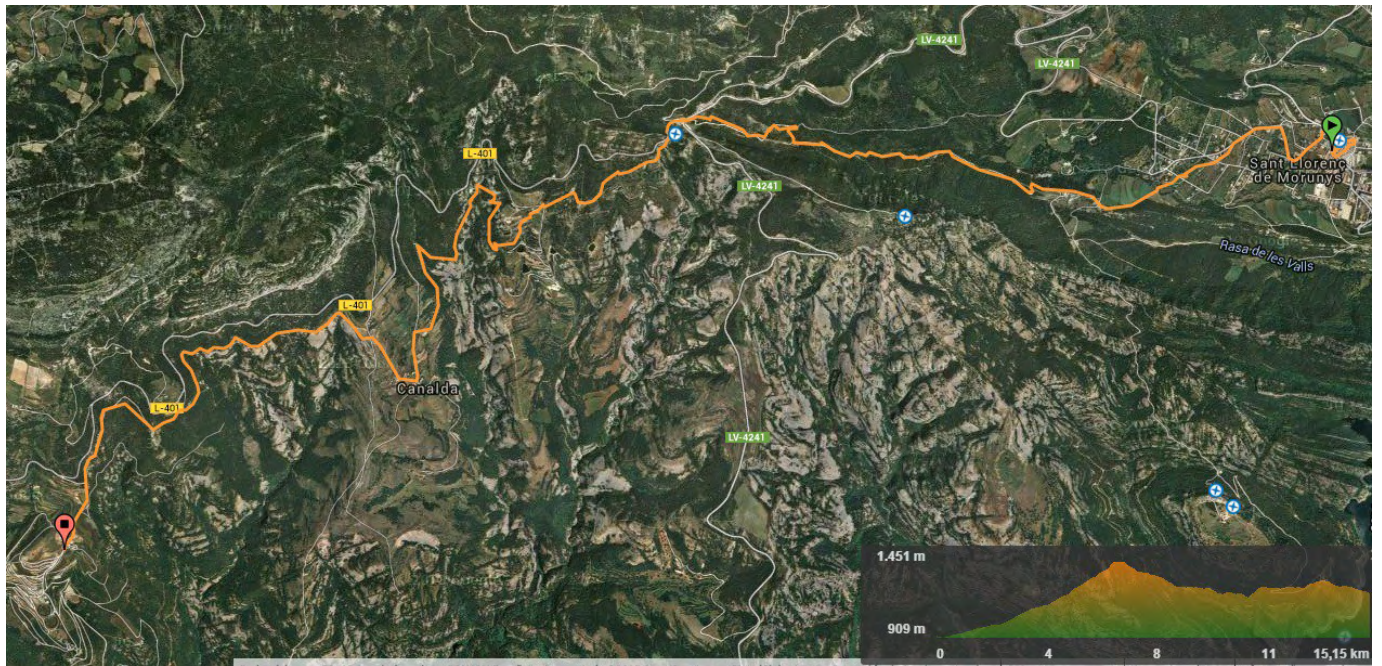 LV-4241
LV-4241
L-401
Sant Llorenç
de Morunys
LV-4241
Rasa de les Valls
L-401
Canalda
L-401
LV-4241
1.451 m
909 m
0
4
8
11
15,15 km